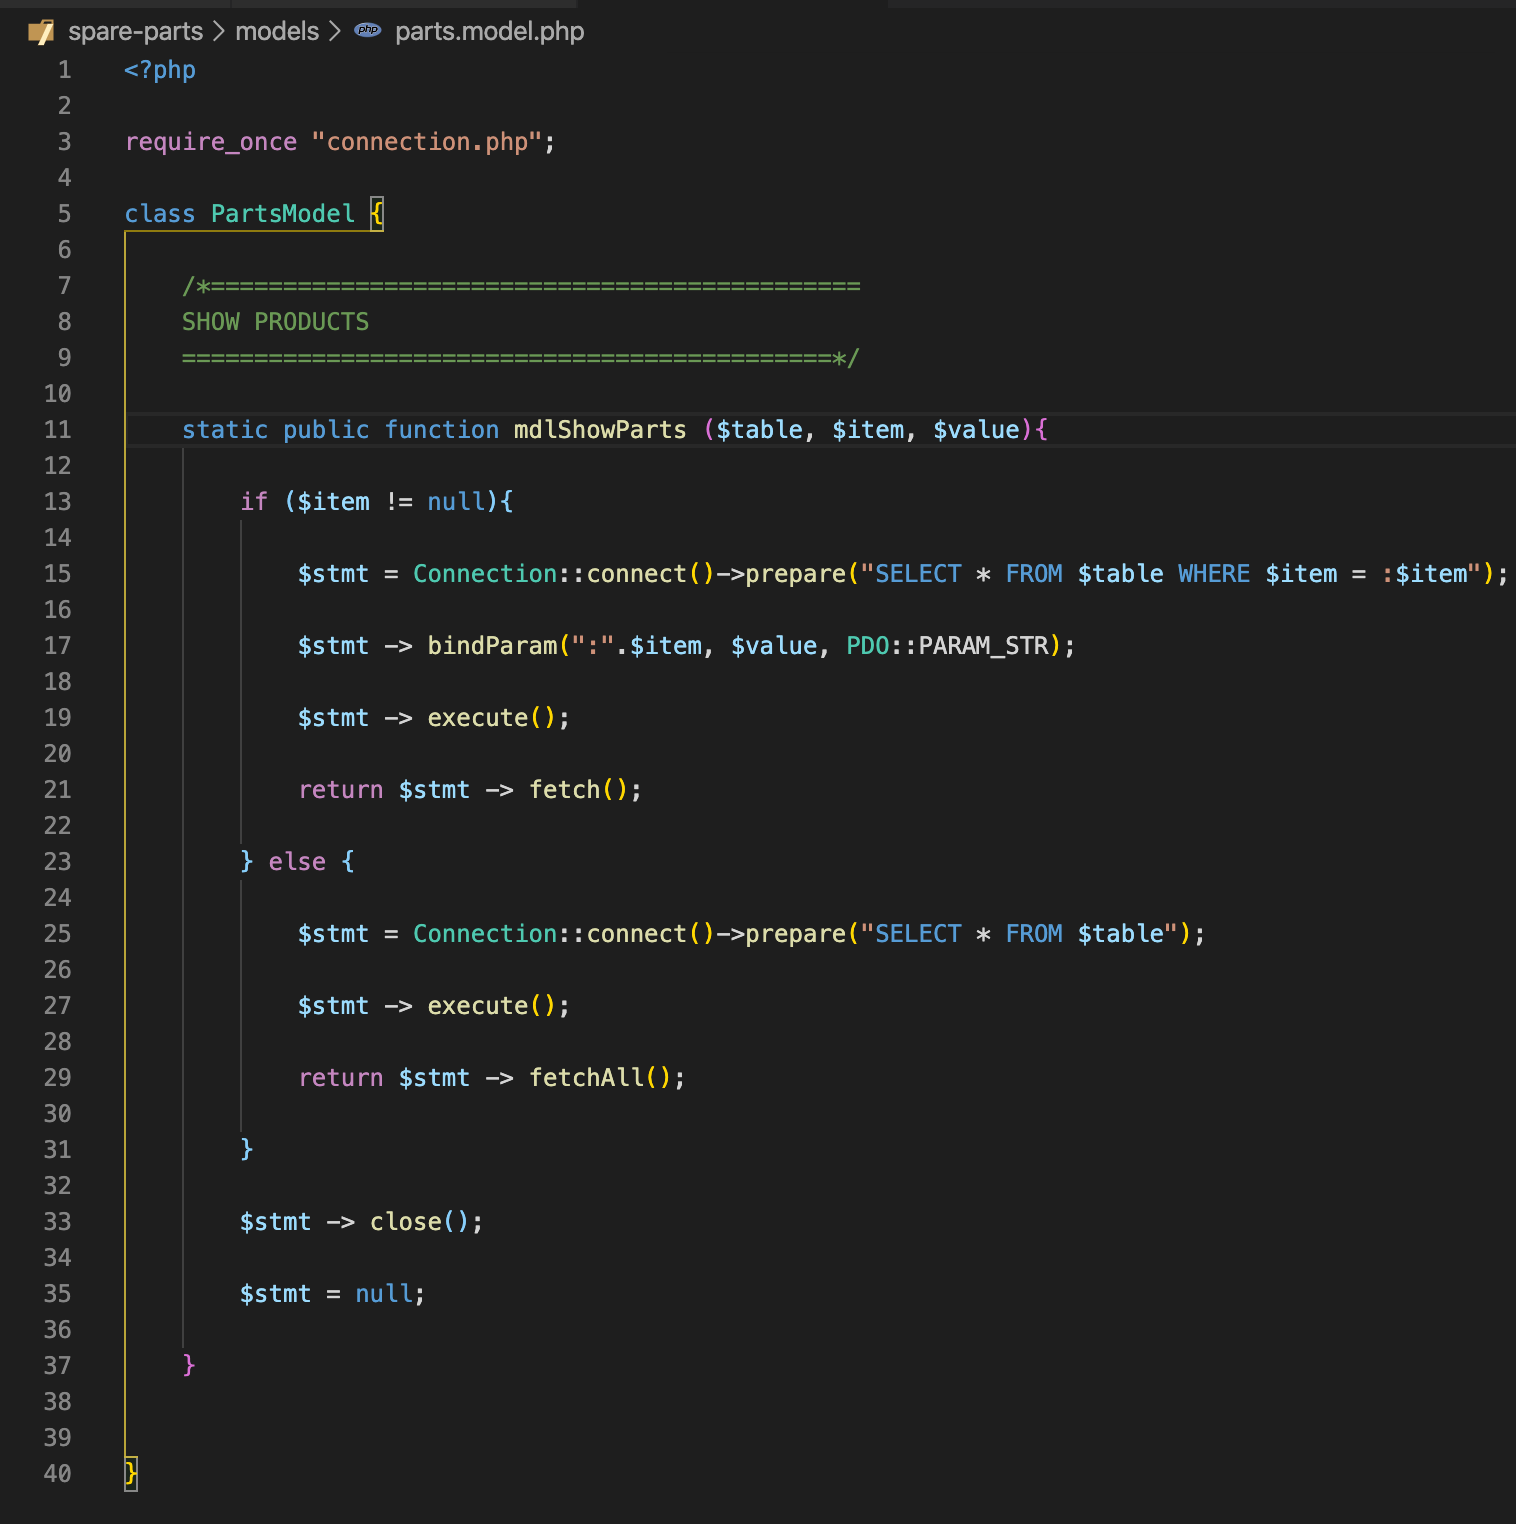 spare-parts > models > php parts.model.php
1 <?php
2
3 require_once "connection.php";
4
5 class PartsModel {
6
7 /*=============================================
8 SHOW PRODUCTS
9 =============================================*/
10
11 static public function mdlShowParts ($table, $item, $value){
12
13 if ($item != null){
14
15 $stmt = Connection::connect()->prepare("SELECT * FROM $table WHERE $item = :$item");
16
17 $stmt -> bindParam(":".$item, $value, PDO::PARAM_STR);
18
19 $stmt -> execute();
20
21 return $stmt -> fetch();
22
23 } else {
24
25 $stmt = Connection::connect()->prepare("SELECT * FROM $table");
26
27 $stmt -> execute();
28
29 return $stmt -> fetchAll();
30
31 }
32
33 $stmt -> close();
34
35 $stmt = null;
36
37 }
38
39
40 }